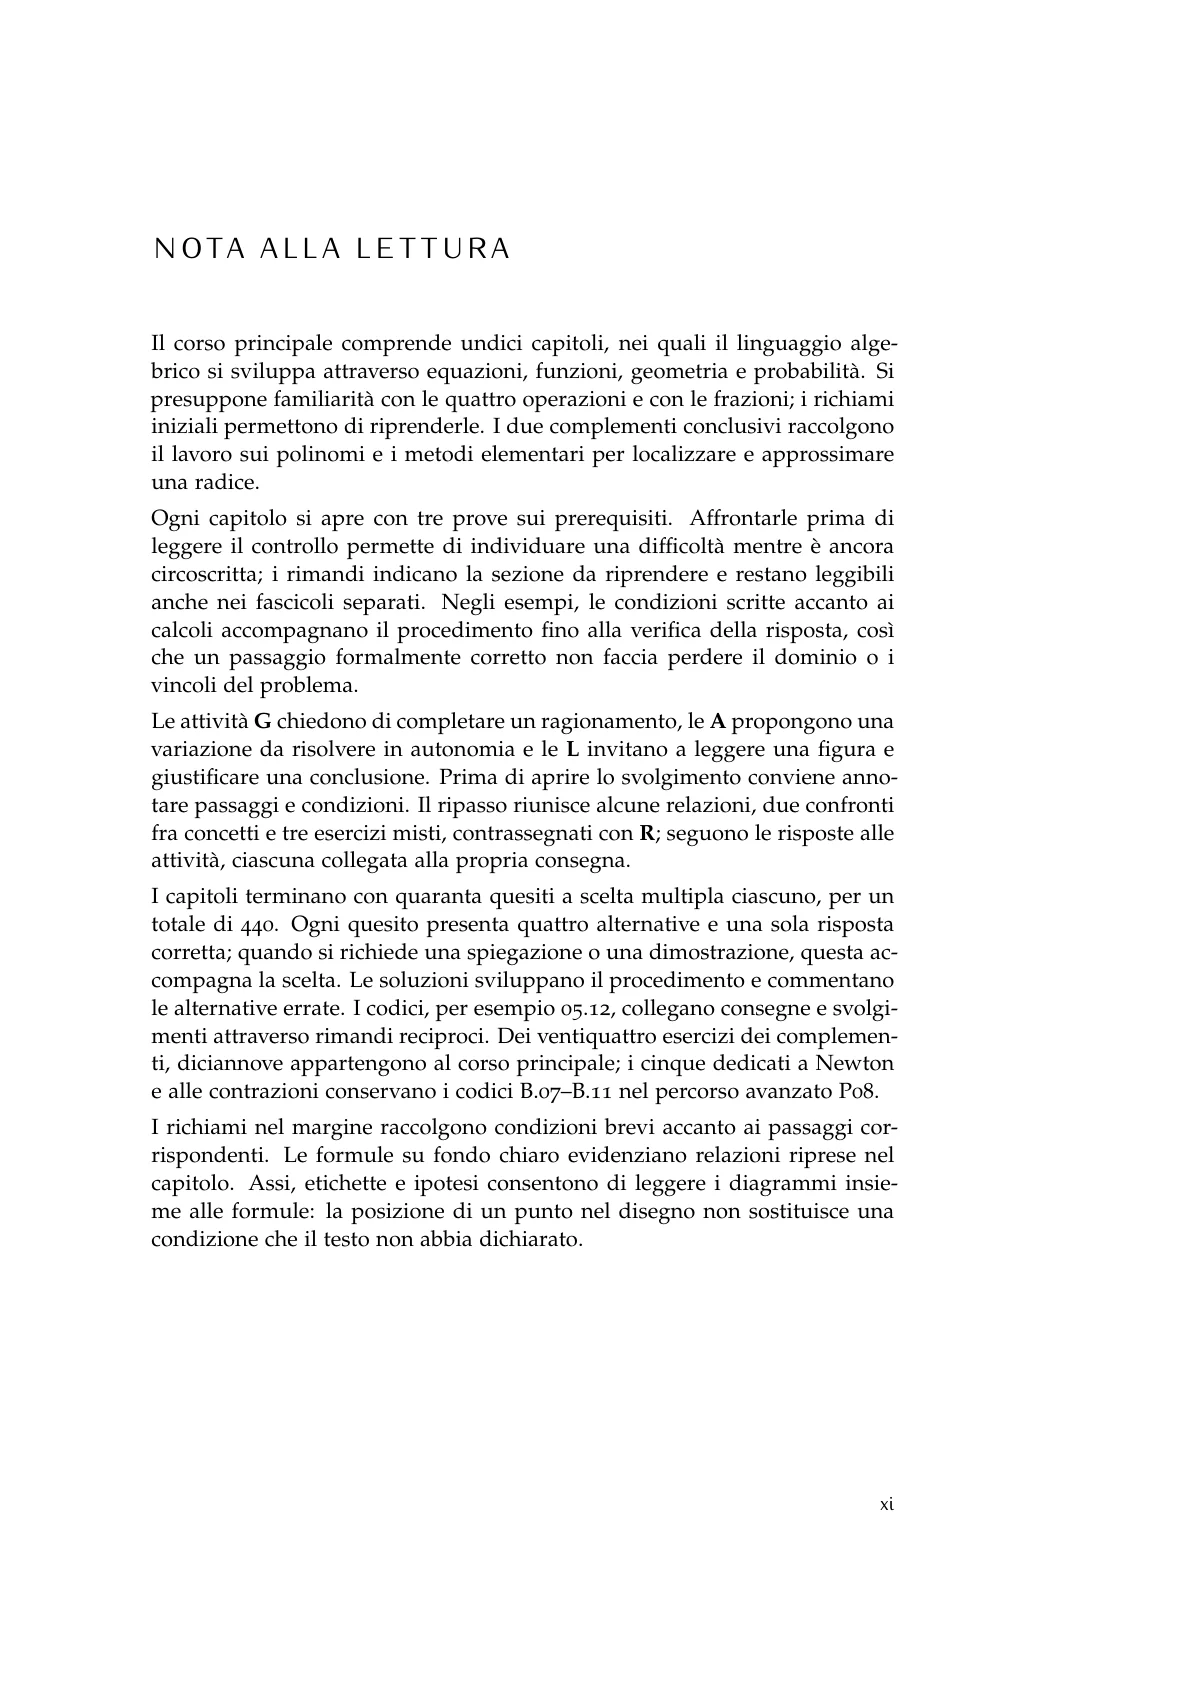 NOTA ALLA LETTURA
Il corso principale comprende undici capitoli, nei quali il linguaggio alge-
brico si sviluppa attraverso equazioni, funzioni, geometria e probabilità. Si
presuppone familiarità con le quattro operazioni e con le frazioni; i richiami
iniziali permettono di riprenderle. I due complementi conclusivi raccolgono
il lavoro sui polinomi e i metodi elementari per localizzare e approssimare
una radice.
Ogni capitolo si apre con tre prove sui prerequisiti. Affrontarle prima di
leggere il controllo permette di individuare una difficoltà mentre è ancora
circoscritta; i rimandi indicano la sezione da riprendere e restano leggibili
anche nei fascicoli separati. Negli esempi, le condizioni scritte accanto ai
calcoli accompagnano il procedimento fino alla verifica della risposta, così
che un passaggio formalmente corretto non faccia perdere il dominio o i
vincoli del problema.
Le attività G chiedono di completare un ragionamento, le A propongono una
variazione da risolvere in autonomia e le L invitano a leggere una figura e
giustificare una conclusione. Prima di aprire lo svolgimento conviene anno-
tare passaggi e condizioni. Il ripasso riunisce alcune relazioni, due confronti
fra concetti e tre esercizi misti, contrassegnati con R; seguono le risposte alle
attività, ciascuna collegata alla propria consegna.
I capitoli terminano con quaranta quesiti a scelta multipla ciascuno, per un
totale di 440. Ogni quesito presenta quattro alternative e una sola risposta
corretta; quando si richiede una spiegazione o una dimostrazione, questa ac-
compagna la scelta. Le soluzioni sviluppano il procedimento e commentano
le alternative errate. I codici, per esempio 05.12, collegano consegne e svolgi-
menti attraverso rimandi reciproci. Dei ventiquattro esercizi dei complemen-
ti, diciannove appartengono al corso principale; i cinque dedicati a Newton
e alle contrazioni conservano i codici B.07–B.11 nel percorso avanzato P08.
I richiami nel margine raccolgono condizioni brevi accanto ai passaggi cor-
rispondenti. Le formule su fondo chiaro evidenziano relazioni riprese nel
capitolo. Assi, etichette e ipotesi consentono di leggere i diagrammi insie-
me alle formule: la posizione di un punto nel disegno non sostituisce una
condizione che il testo non abbia dichiarato.
xi